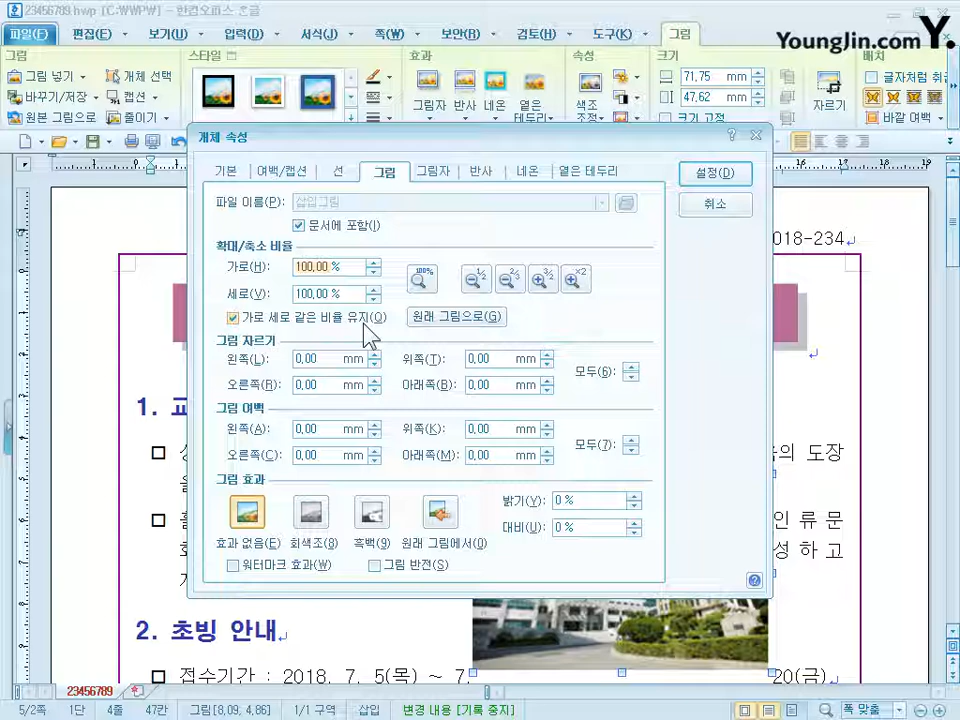 23456789.hwp [C:\WWPW] - 한컴오피스 한글
파일(F) 편집(E) 보기(U) 입력(D) 서식(J) 쪽(W) 보안(B) 검토(H) 도구(K) 그림
YoungJin.com Y.
그림 스타일 효과 속성 크기 배치
그림 넣기 개체 선택
바꾸기/저장 캡션
원본 그림으로 줄이기
그림자 반사 네온 옅은 테두리
색조 조정
71,75 mm
47,62 mm
크기 고정
자르기
글자처럼 취급
바깥 여백
개체 속성
기본 여백/캡션 선 그림 그림자 반사 네온 옅은 테두리
설정(D)
취소
파일 이름(P): 삽입그림
문서에 포함(I)
확대/축소 비율
가로(H): 100,00 %
세로(V): 100,00 %
가로 세로 같은 비율 유지(O)
원래 그림으로(G)
그림 자르기
왼쪽(L): 0,00 mm 위쪽(T): 0,00 mm
오른쪽(R): 0,00 mm 아래쪽(B): 0,00 mm
모두(6):
그림 여백
왼쪽(A): 0,00 mm 위쪽(K): 0,00 mm
오른쪽(C): 0,00 mm 아래쪽(M): 0,00 mm
모두(7):
그림 효과
효과 없음(E) 회색조(8) 흑백(9) 원래 그림에서(Q)
밝기(Y): 0 %
대비(U): 0 %
워터마크 효과(W) 그림 반전(S)
018-234
1. 교
의 도장
인 류 문
성 하 고
2. 초빙 안내
접수기간 : 2018. 7. 5(목) ~ 7. 20(금)
23456789
5/2쪽 1단 4줄 47칸 그림[8,09, 4,86] 1/1 구역 삽입 변경 내용 [기록 중지] 폭 맞춤